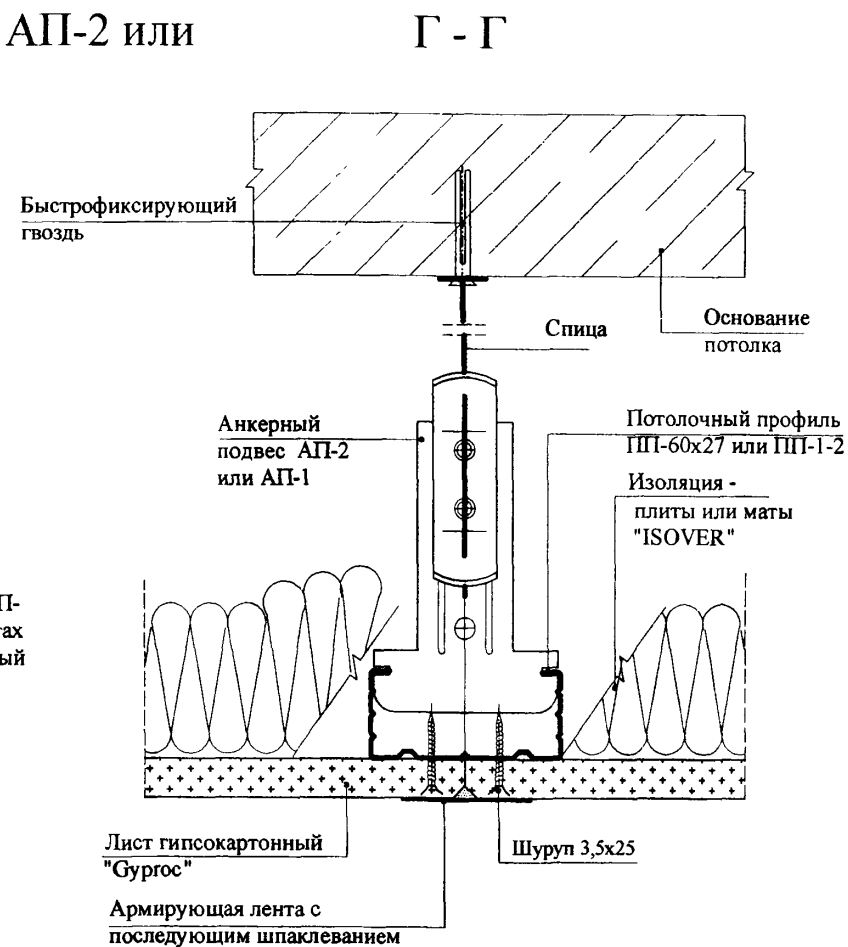 АП-2 или
Г - Г
Быстрофиксирующий
гвоздь
Спица
Основание
потолка
Анкерный
подвес АП-2
или АП-1
Потолочный профиль
ПП-60х27 или ПП-1-2
Изоляция -
плиты или маты
"ISOVER"
П-
тах
ый
Лист гипсокартонный
"Gyproc"
Шуруп 3,5х25
Армирующая лента с
последующим шпаклеванием